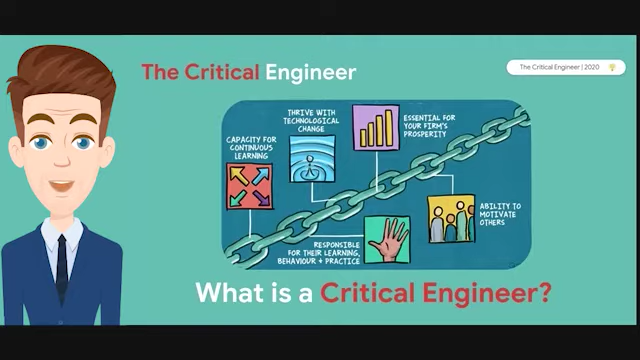 The Critical Engineer
The Critical Engineer | 2020
THRIVE WITH
TECHNOLOGICAL
CHANGE
ESSENTIAL FOR
YOUR FIRM'S
PROSPERITY
CAPACITY FOR
CONTINUOUS
LEARNING
ABILITY TO
MOTIVATE
OTHERS
RESPONSIBLE
FOR THEIR LEARNING,
BEHAVIOUR + PRACTICE
What is a Critical Engineer?